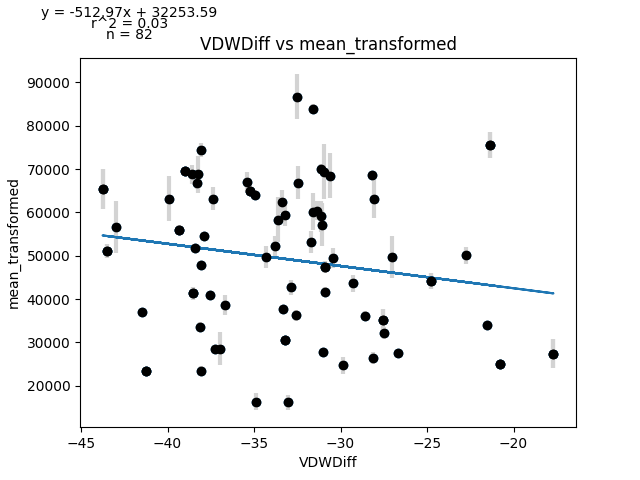 y = -512.97x + 32253.59
r^2 = 0.03
n = 82
VDWDiff vs mean_transformed
90000
80000
70000
60000
50000
40000
30000
20000
mean_transformed
−45 −40 −35 −30 −25 −20
VDWDiff